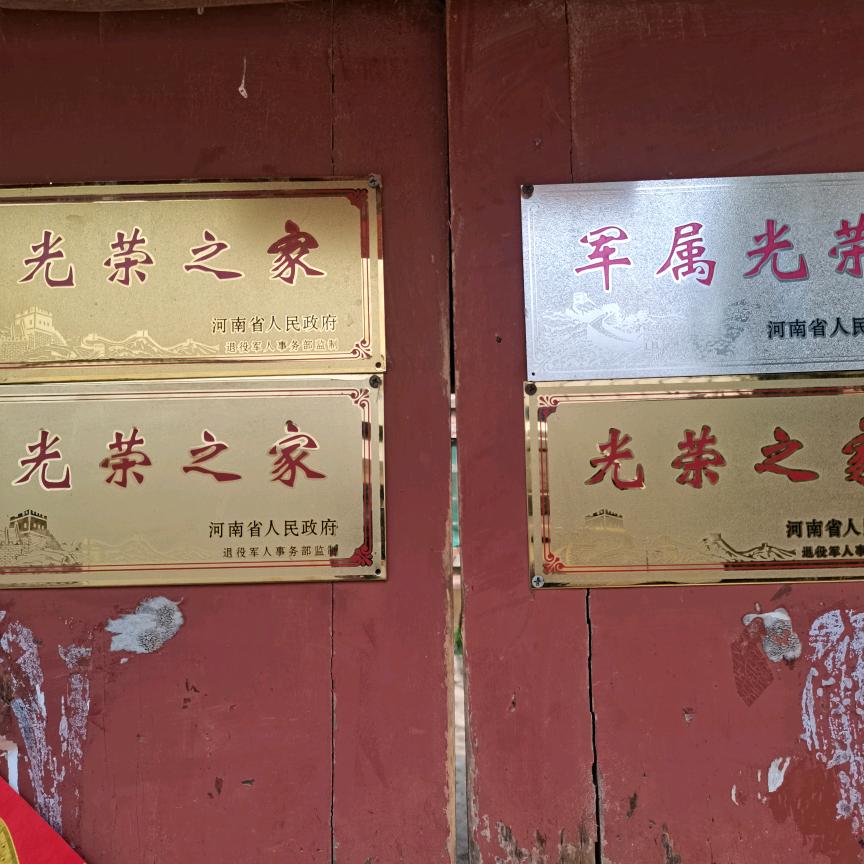 光荣之家
河南省人民政府
退役军人事务部监制
光荣之家
河南省人民政府
退役军人事务部监制
军属光荣
河南省人民
光荣之家
河南省人
退役军人事